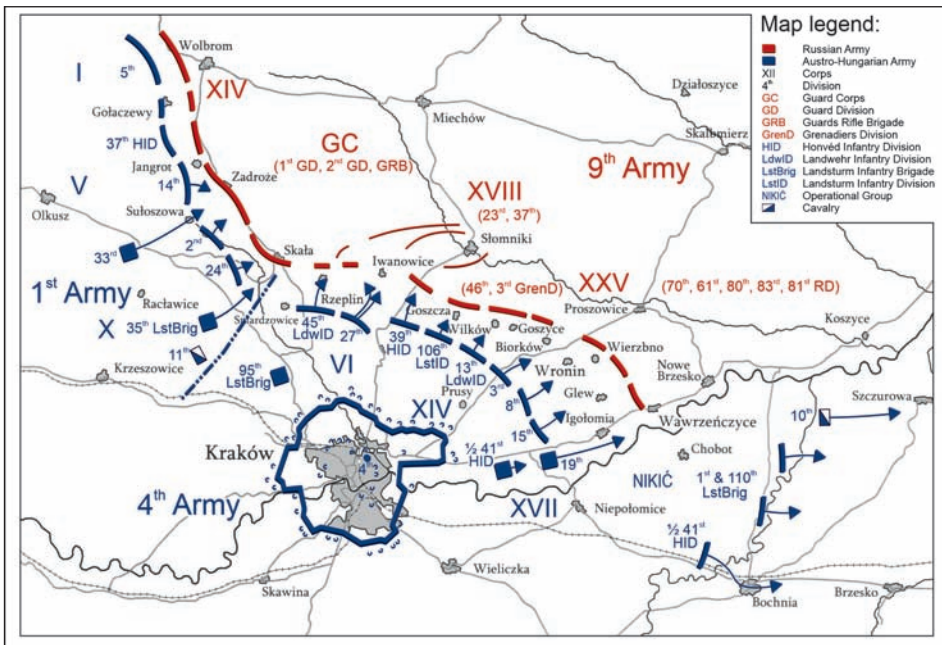 Map legend:
Russian Army
Austro-Hungarian Army
XII Corps
4th Division
GC Guard Corps
GD Guard Division
GRB Guards Rifle Brigade
GrenD Grenadiers Division
HID Honvéd Infantry Division
LdwID Landwehr Infantry Division
LstBrig Landsturm Infantry Brigade
LstID Landsturm Infantry Division
NIKIĆ Operational Group
Cavalry
I
5th
Wolbrom
XIV
Gołaczewy
37th HID
Jangrot
14th
Zadroże
GC
(1st GD, 2nd GD, GRB)
Miechów
Działoszyce
Skalbmierz
9th Army
XVIII
(23rd, 37th)
Słomniki
V
Olkusz
Sułoszowa
33rd
2nd
24th
Skała
Iwanowice
1st Army
Racławice
X
35th LstBrig
Smardzowice
11th
Krzeszowice
95th
LstBrig
Rzeplin
45th
LdwID
27th
VI
XXV
(46th, 3rd GrenD)
(70th, 61st, 80th, 83rd, 81st RD)
Proszowice
Koszyce
Goszcza
39th
HID
Wilków
Goszyce
106th
LstID
Biorków
Wierzbno
13th
LdwID
Wronin
Nowe
Brzesko
3rd
Prusy
Glew
8th
XIV
Igołomia
15th
Wawrzeńczyce
10th
Szczurowa
Kraków
4th
½ 41st
HID
19th
Chobot
NIKIĆ
1st & 110th
LstBrig
4th Army
XVII
Niepołomice
½ 41st
HID
Wieliczka
Skawina
Bochnia
Brzesko